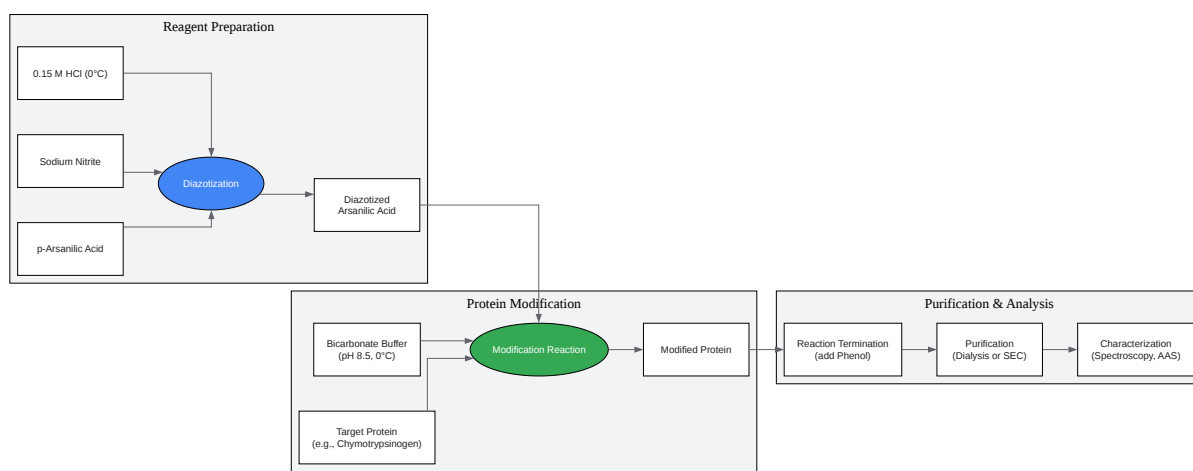 Reagent Preparation
0.15 M HCl (0°C)
Sodium Nitrite
Diazotization
p-Arsanilic Acid
Diazotized
Arsanilic Acid
Protein Modification
Bicarbonate Buffer
(pH 8.5, 0°C)
Modification Reaction
Modified Protein
Target Protein
(e.g., Chymotrypsinogen)
Purification & Analysis
Reaction Termination
(add Phenol)
Purification
(Dialysis or SEC)
Characterization
(Spectroscopy, AAS)